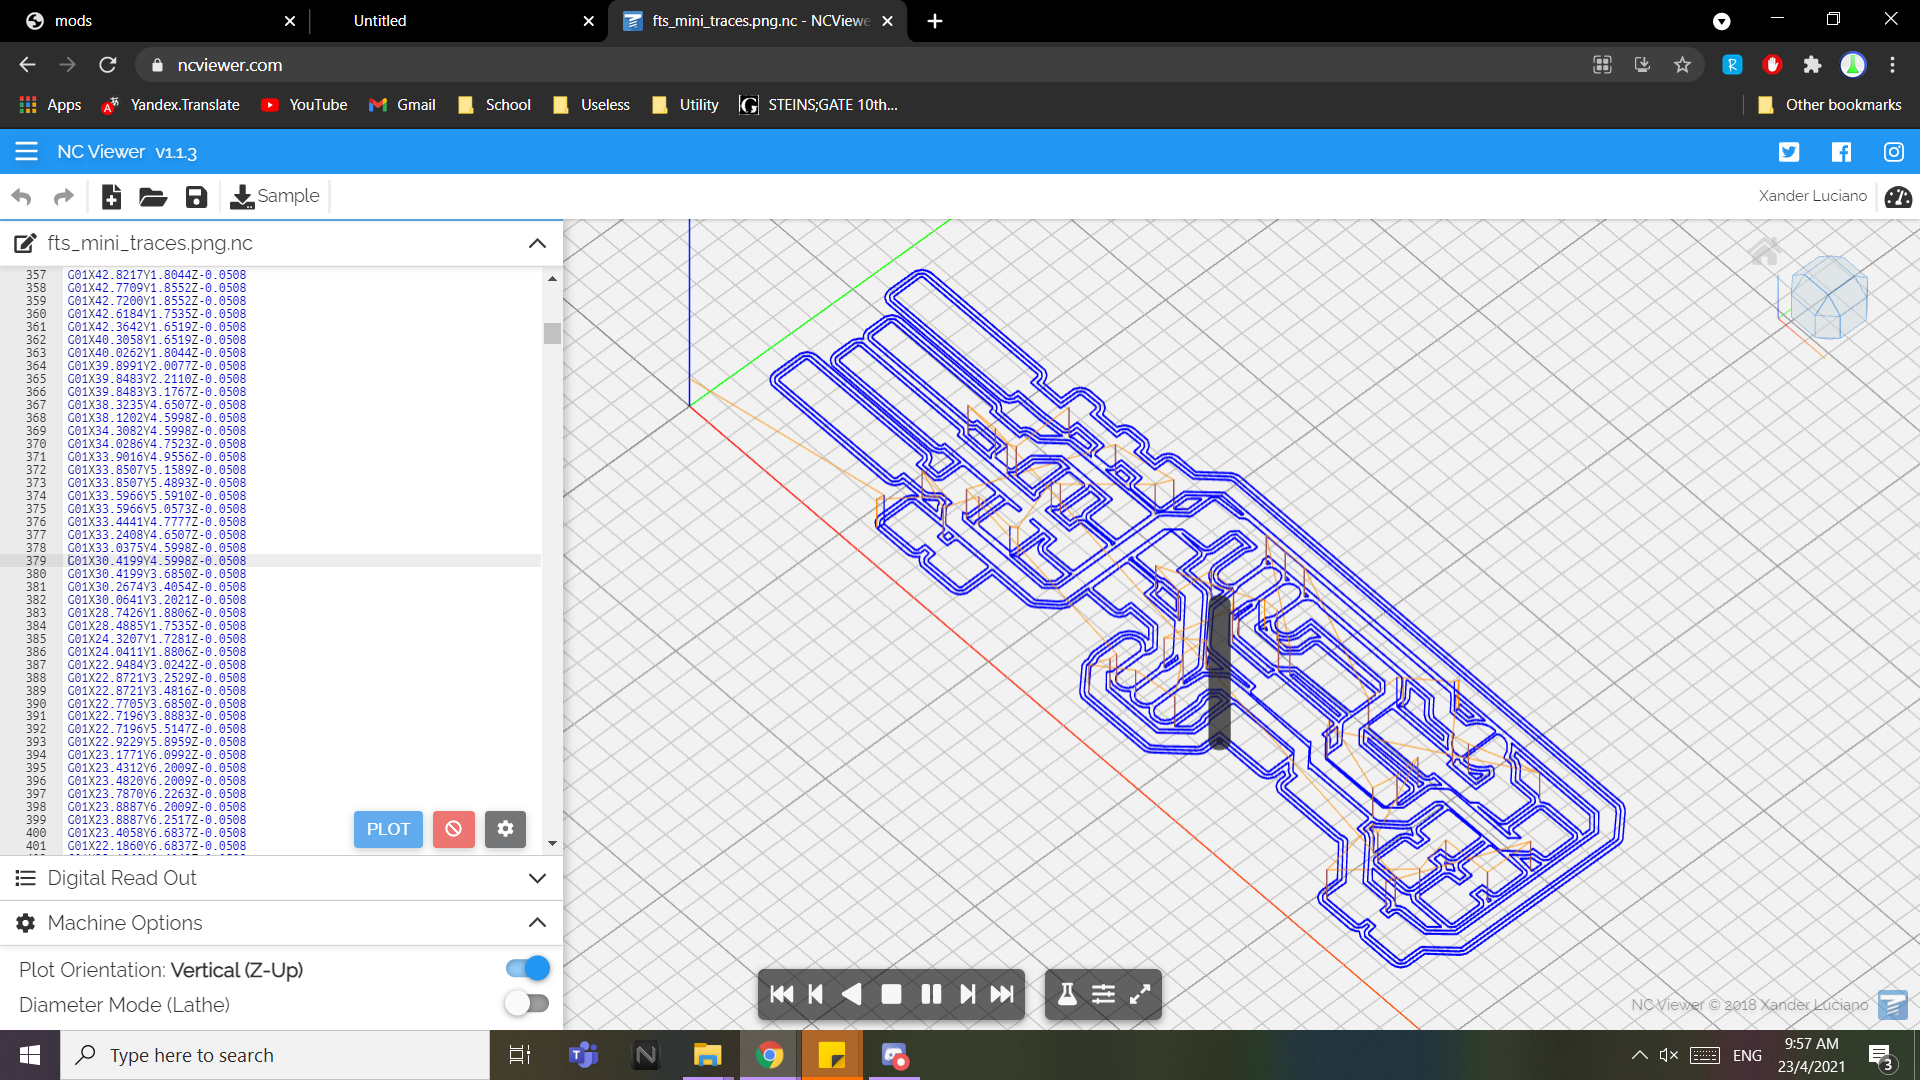 mods
Untitled
fts_mini_traces.png.nc - NCViewe
ncviewer.com
Apps
Yandex.Translate
YouTube
Gmail
School
Useless
Utility
STEINS;GATE 10th...
Other bookmarks
NC Viewer v1.1.3
Sample
Xander Luciano
fts_mini_traces.png.nc
357 G01X42.8217Y1.8044Z-0.0508
358 G01X42.7709Y1.8552Z-0.0508
359 G01X42.7200Y1.8552Z-0.0508
360 G01X42.6184Y1.7535Z-0.0508
361 G01X42.3642Y1.6519Z-0.0508
362 G01X40.3058Y1.6519Z-0.0508
363 G01X40.0262Y1.8044Z-0.0508
364 G01X39.8991Y2.0077Z-0.0508
365 G01X39.8483Y2.2110Z-0.0508
366 G01X39.8483Y3.1767Z-0.0508
367 G01X38.3235Y4.6507Z-0.0508
368 G01X38.1202Y4.5998Z-0.0508
369 G01X34.3082Y4.5998Z-0.0508
370 G01X34.0286Y4.7523Z-0.0508
371 G01X33.9016Y4.9556Z-0.0508
372 G01X33.8507Y5.1589Z-0.0508
373 G01X33.8507Y5.4893Z-0.0508
374 G01X33.5966Y5.5910Z-0.0508
375 G01X33.5966Y5.0573Z-0.0508
376 G01X33.4441Y4.7777Z-0.0508
377 G01X33.2408Y4.6507Z-0.0508
378 G01X33.0375Y4.5998Z-0.0508
379 G01X30.4199Y4.5998Z-0.0508
380 G01X30.4199Y3.6850Z-0.0508
381 G01X30.2674Y3.4054Z-0.0508
382 G01X30.0641Y3.2021Z-0.0508
383 G01X28.7426Y1.8806Z-0.0508
384 G01X28.4885Y1.7535Z-0.0508
385 G01X24.3207Y1.7281Z-0.0508
386 G01X24.0411Y1.8806Z-0.0508
387 G01X22.9484Y3.0242Z-0.0508
388 G01X22.8721Y3.2529Z-0.0508
389 G01X22.8721Y3.4816Z-0.0508
390 G01X22.7705Y3.6850Z-0.0508
391 G01X22.7196Y3.8883Z-0.0508
392 G01X22.7196Y5.5147Z-0.0508
393 G01X22.9229Y5.8959Z-0.0508
394 G01X23.1771Y6.0992Z-0.0508
395 G01X23.4312Y6.2009Z-0.0508
396 G01X23.4820Y6.2009Z-0.0508
397 G01X23.7870Y6.2263Z-0.0508
398 G01X23.8887Y6.2009Z-0.0508
399 G01X23.8887Y6.2517Z-0.0508
400 G01X23.4058Y6.6837Z-0.0508
401 G01X22.1860Y6.6837Z-0.0508
PLOT
Digital Read Out
Machine Options
Plot Orientation: Vertical (Z-Up)
Diameter Mode (Lathe)
NC Viewer © 2018 Xander Luciano
Type here to search
ENG
9:57 AM
23/4/2021
3